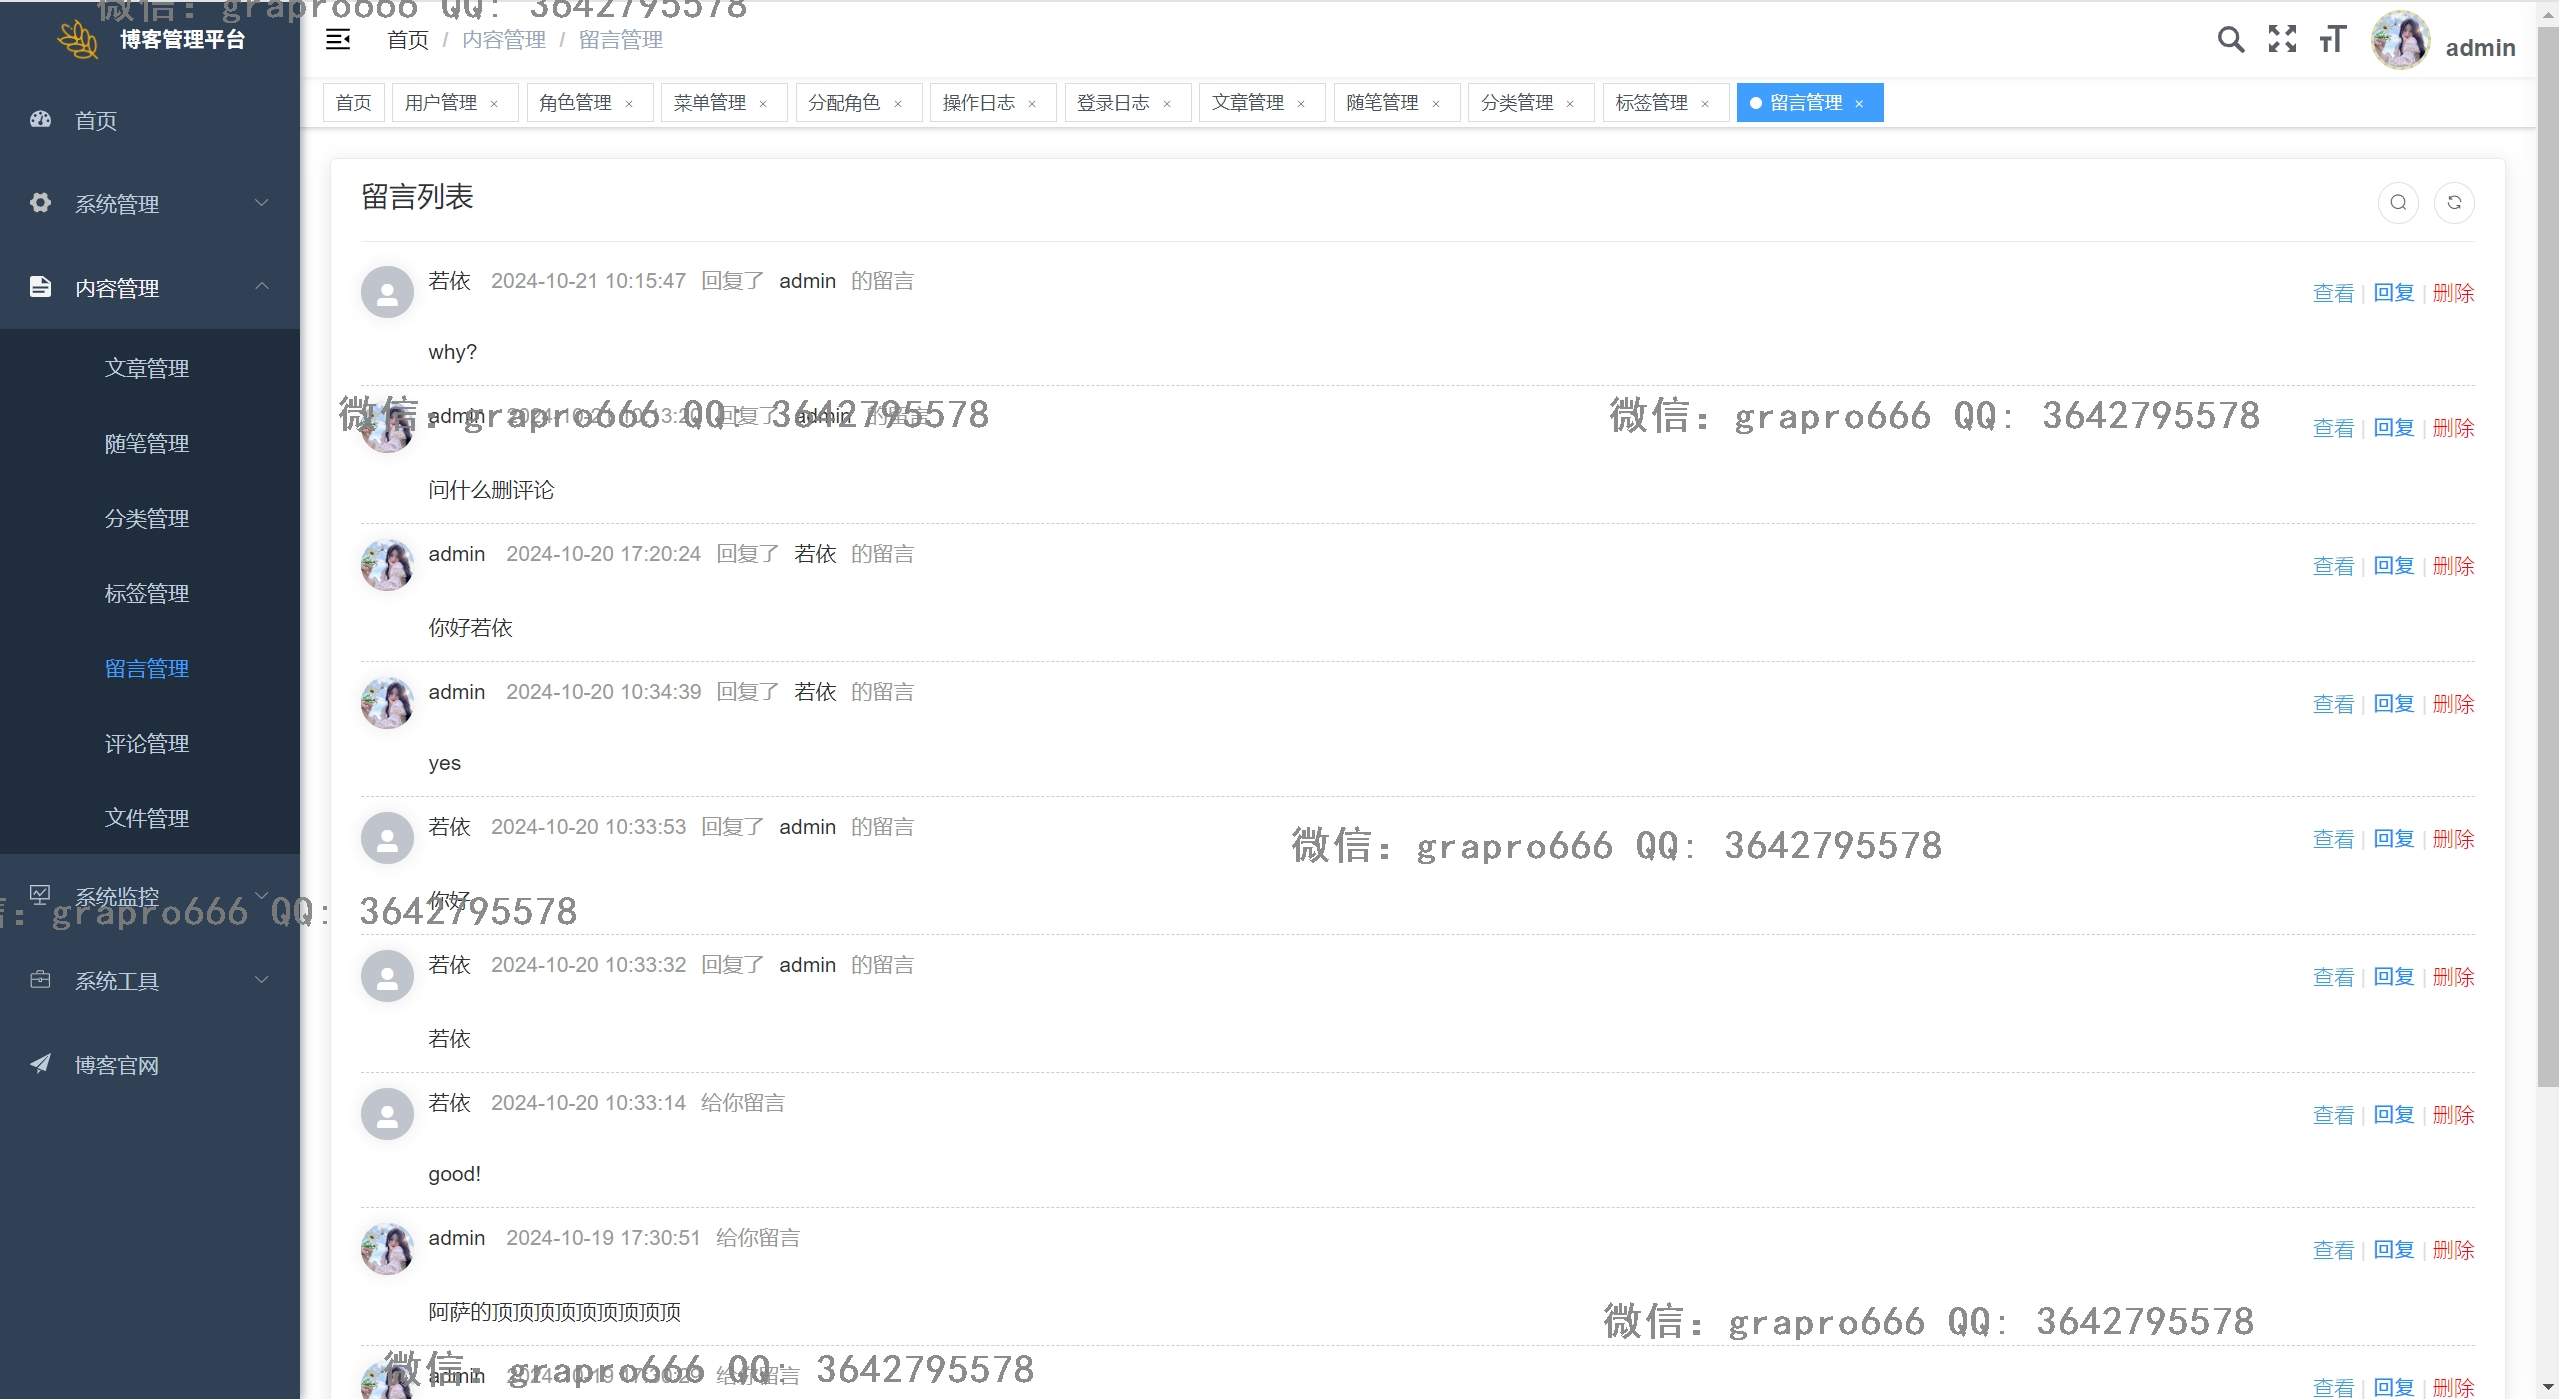 微信: grapro666 QQ: 3642795578
博客管理平台
首页 / 内容管理 / 留言管理
admin
首页 用户管理 × 角色管理 × 菜单管理 × 分配角色 × 操作日志 × 登录日志 × 文章管理 × 随笔管理 × 分类管理 × 标签管理 × 留言管理 ×
首页
系统管理
内容管理
文章管理
随笔管理
分类管理
标签管理
留言管理
评论管理
文件管理
系统监控
系统工具
博客官网
留言列表
若依 2024-10-21 10:15:47 回复了 admin 的留言
查看 | 回复 | 删除
why?
admin 2024-10-21 10:13:20 回复了 admin 的留言
微信: grapro666 QQ: 3642795578
微信: grapro666 QQ: 3642795578
查看 | 回复 | 删除
问什么删评论
admin 2024-10-20 17:20:24 回复了 若依 的留言
查看 | 回复 | 删除
你好若依
admin 2024-10-20 10:34:39 回复了 若依 的留言
查看 | 回复 | 删除
yes
若依 2024-10-20 10:33:53 回复了 admin 的留言
微信: grapro666 QQ: 3642795578
查看 | 回复 | 删除
你好
信: grapro666 QQ: 3642795578
若依 2024-10-20 10:33:32 回复了 admin 的留言
查看 | 回复 | 删除
若依
若依 2024-10-20 10:33:14 给你留言
查看 | 回复 | 删除
good!
admin 2024-10-19 17:30:51 给你留言
查看 | 回复 | 删除
阿萨的顶顶顶顶顶顶顶顶顶
微信: grapro666 QQ: 3642795578
admin 2024-10-19 17:30:29 给你留言
微信: grapro666 QQ: 3642795578
查看 | 回复 | 删除